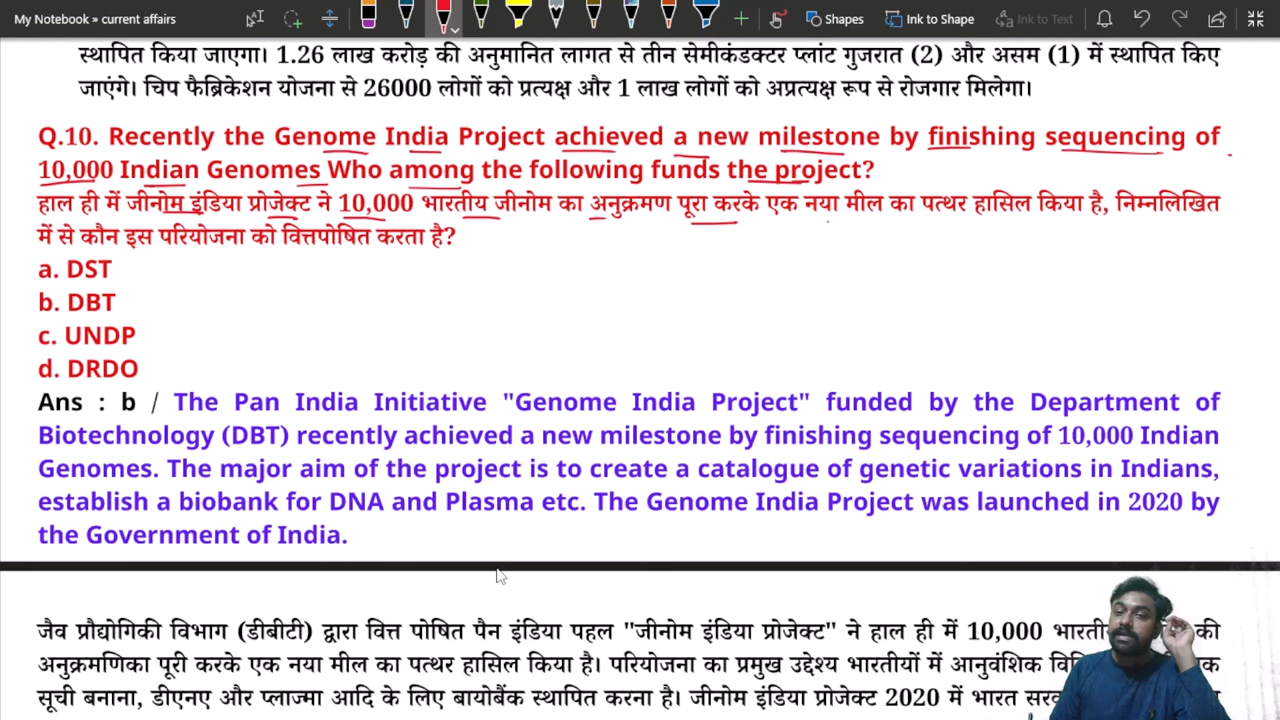 My Notebook » current affairs
Shapes
Ink to Shape
Ink to Text
स्थापित किया जाएगा। 1.26 लाख करोड़ की अनुमानित लागत से तीन सेमीकंडक्टर प्लांट गुजरात (2) और असम (1) में स्थापित किए
जाएंगे। चिप फैब्रिकेशन योजना से 26000 लोगों को प्रत्यक्ष और 1 लाख लोगों को अप्रत्यक्ष रूप से रोजगार मिलेगा।
Q.10. Recently the Genome India Project achieved a new milestone by finishing sequencing of
10,000 Indian Genomes Who among the following funds the project?
हाल ही में जीनोम इंडिया प्रोजेक्ट ने 10,000 भारतीय जीनोम का अनुक्रमण पूरा करके एक नया मील का पत्थर हासिल किया है, निम्नलिखित
में से कौन इस परियोजना को वित्तपोषित करता है?
a. DST
b. DBT
c. UNDP
d. DRDO
Ans : b / The Pan India Initiative "Genome India Project" funded by the Department of
Biotechnology (DBT) recently achieved a new milestone by finishing sequencing of 10,000 Indian
Genomes. The major aim of the project is to create a catalogue of genetic variations in Indians,
establish a biobank for DNA and Plasma etc. The Genome India Project was launched in 2020 by
the Government of India.
जैव प्रौद्योगिकी विभाग (डीबीटी) द्वारा वित्त पोषित पैन इंडिया पहल "जीनोम इंडिया प्रोजेक्ट" ने हाल ही में 10,000 की
अनुक्रमणिका पूरी करके एक नया मील का पत्थर हासिल किया है। परियोजना का प्रमुख उद्देश्य भारतीयों में आनुवंशिक
सूची बनाना, डीएनए और प्लाज्मा आदि के लिए बायोबैंक स्थापित करना है। जीनोम इंडिया प्रोजेक्ट 2020 में भारत